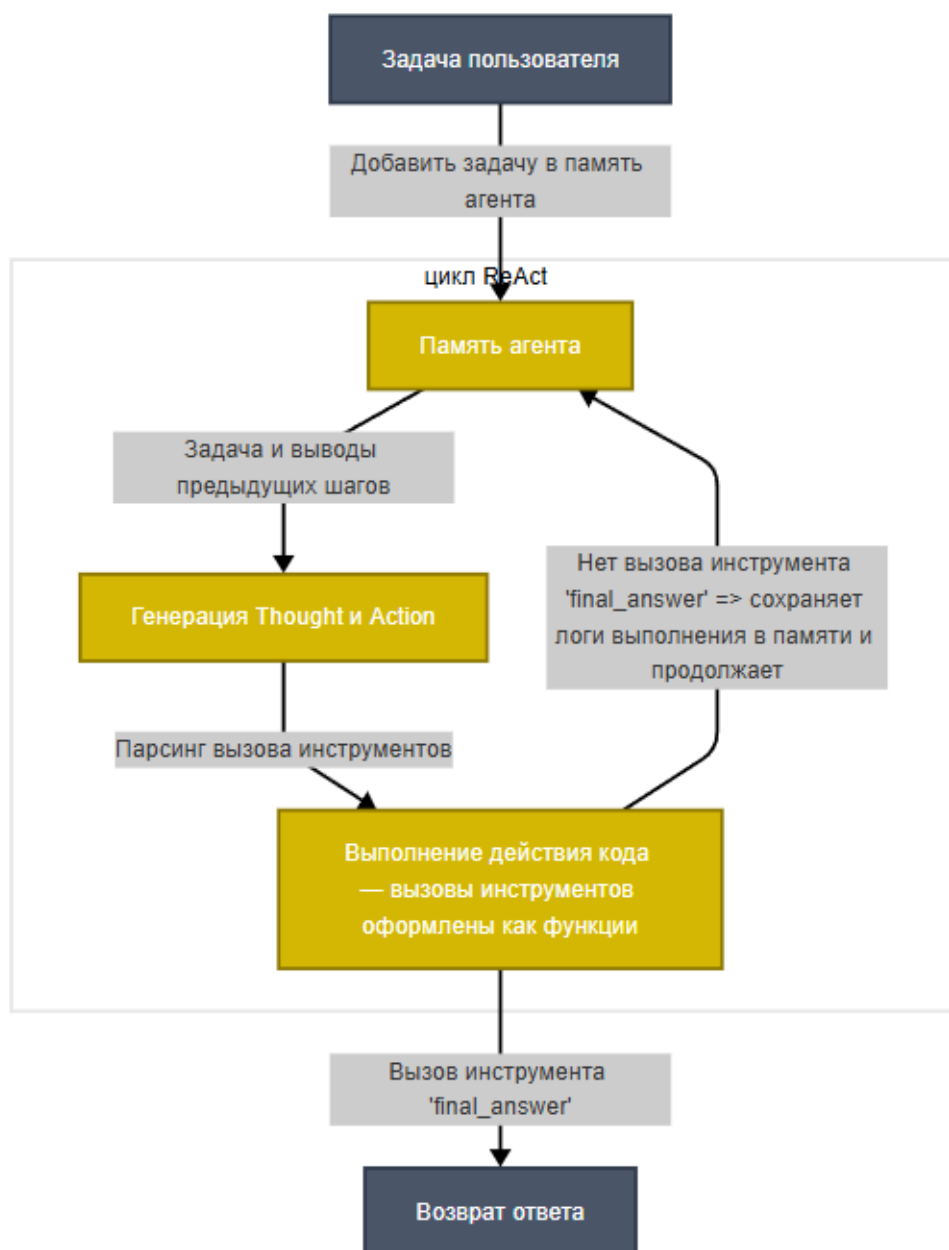 Задача пользователя
Добавить задачу в память
агента
цикл ReAct
Память агента
Задача и выводы
предыдущих шагов
Нет вызова инструмента
'final_answer' => сохраняет
логи выполнения в памяти и
продолжает
Генерация Thought и Action
Парсинг вызова инструментов
Выполнение действия кода
— вызовы инструментов
оформлены как функции
Вызов инструмента
'final_answer'
Возврат ответа